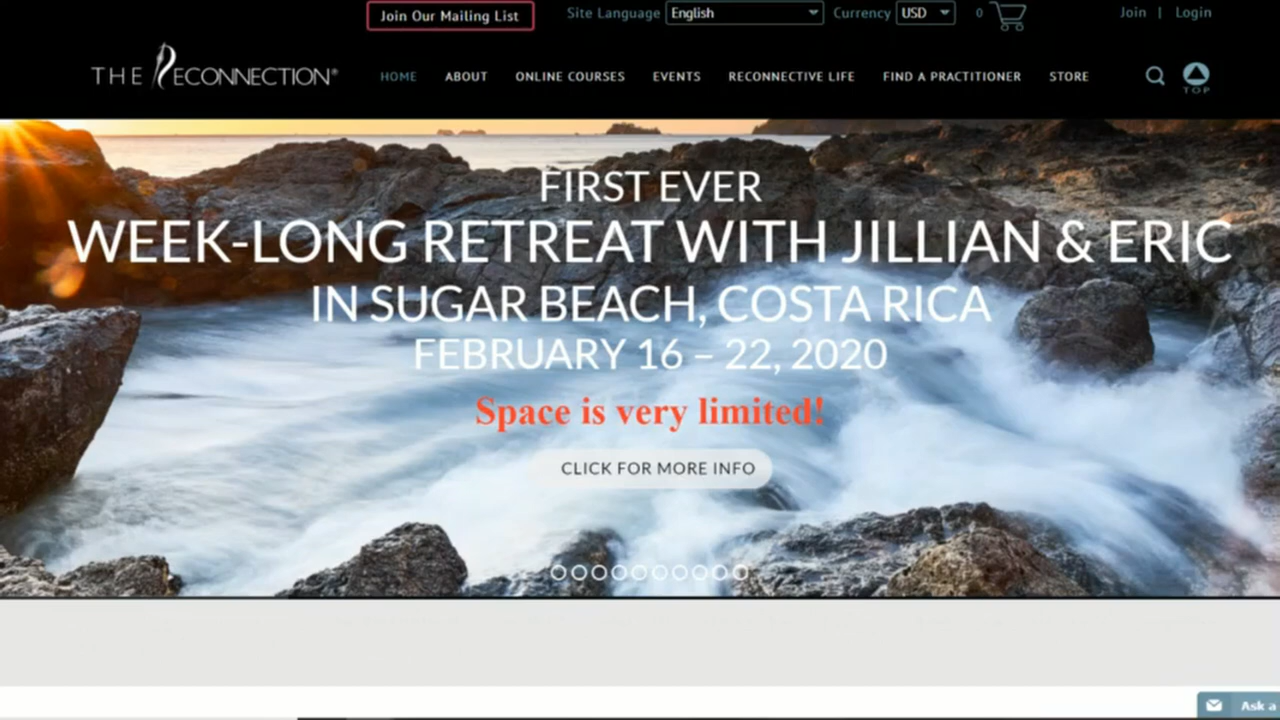 Join Our Mailing List
Site Language English
Currency USD
0
Join | Login
THE RECONNECTION®
HOME ABOUT ONLINE COURSES EVENTS RECONNECTIVE LIFE FIND A PRACTITIONER STORE
TOP
FIRST EVER
WEEK-LONG RETREAT WITH JILLIAN & ERIC
IN SUGAR BEACH, COSTA RICA
FEBRUARY 16 – 22, 2020
Space is very limited!
CLICK FOR MORE INFO
Ask a